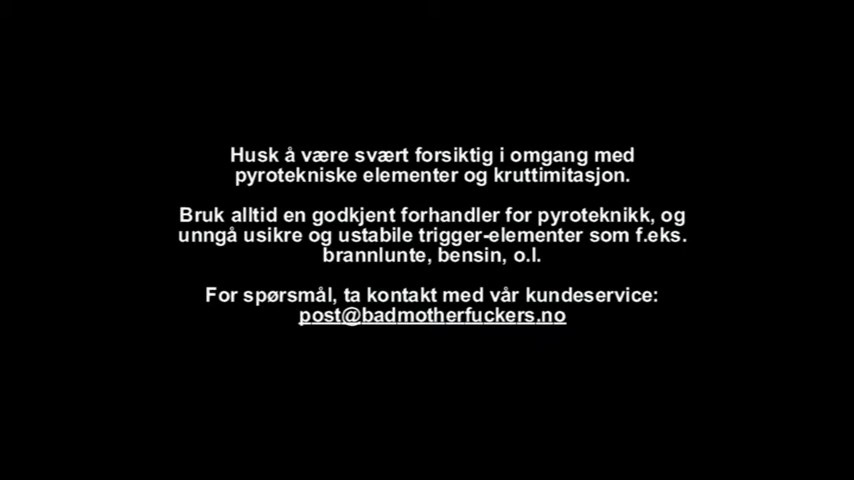 Husk å være svært forsiktig i omgang med
pyrotekniske elementer og kruttimitasjon.
Bruk alltid en godkjent forhandler for pyroteknikk, og
unngå usikre og ustabile trigger-elementer som f.eks.
brannlunte, bensin, o.l.
For spørsmål, ta kontakt med vår kundeservice:
post@badmotherfuckers.no